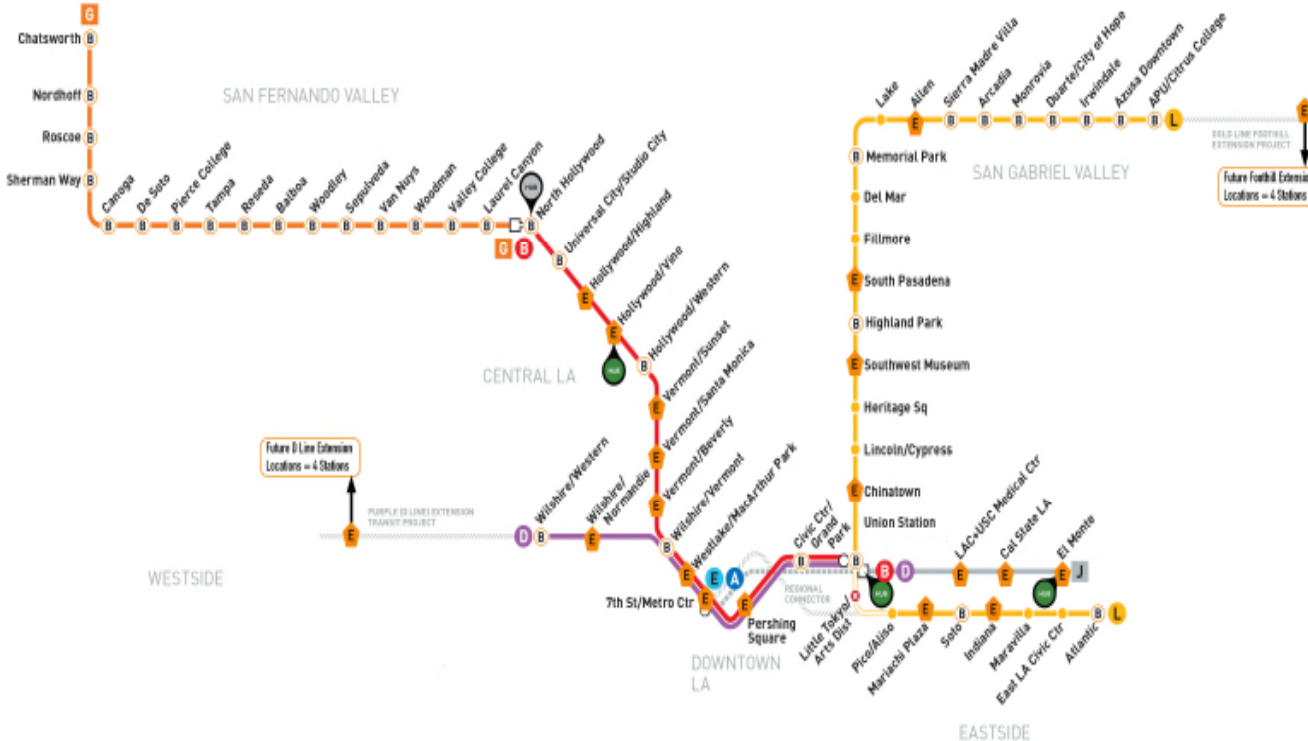 G
Chatsworth
B
Nordhoff
B
Roscoe
B
Sherman Way
B
SAN FERNANDO VALLEY
Canoga
B
De Soto
B
Pierce College
B
Tampa
B
Reseda
B
Balboa
B
Woodley
B
Sepulveda
B
Van Nuys
B
Woodman
B
Valley College
B
Laurel Canyon
B
HUB
North Hollywood
B
G
B
Universal City/Studio City
B
Hollywood/Highland
E
Hollywood/Vine
E
HUB
Hollywood/Western
B
CENTRAL LA
Vermont/Sunset
E
Vermont/Santa Monica
E
Vermont/Beverly
E
Wilshire/Vermont
B
Future D Line Extension
Locations = 4 Stations
E
PURPLE (D LINE) EXTENSION
TRANSIT PROJECT
D
Wilshire/Western
B
Wilshire/
Normandie
E
WESTSIDE
Westlake/MacArthur Park
E
7th St/Metro Ctr
E
E
A
Pershing
Square
E
Civic Ctr/
Grand
Park
B
REGIONAL
CONNECTOR
DOWNTOWN
LA
Lake
Allen
E
Sierra Madre Villa
B
Arcadia
B
Monrovia
B
Duarte/City of Hope
B
Irwindale
B
Azusa Downtown
B
APU/Citrus College
B
L
GOLD LINE FOOTHILL
EXTENSION PROJECT
E
Future Foothill Extensio
Locations = 4 Stations
SAN GABRIEL VALLEY
B
Memorial Park
Del Mar
Fillmore
E
South Pasadena
B
Highland Park
E
Southwest Museum
Heritage Sq
Lincoln/Cypress
E
Chinatown
Union Station
B
B
D
HUB
LAC+USC Medical Ctr
E
Cal State LA
E
El Monte
E
HUB
J
Little Tokyo/
Arts Dist
Pico/Aliso
Mariachi Plaza
E
Soto
B
Indiana
E
Maravilla
East LA Civic Ctr
Atlantic
B
L
EASTSIDE